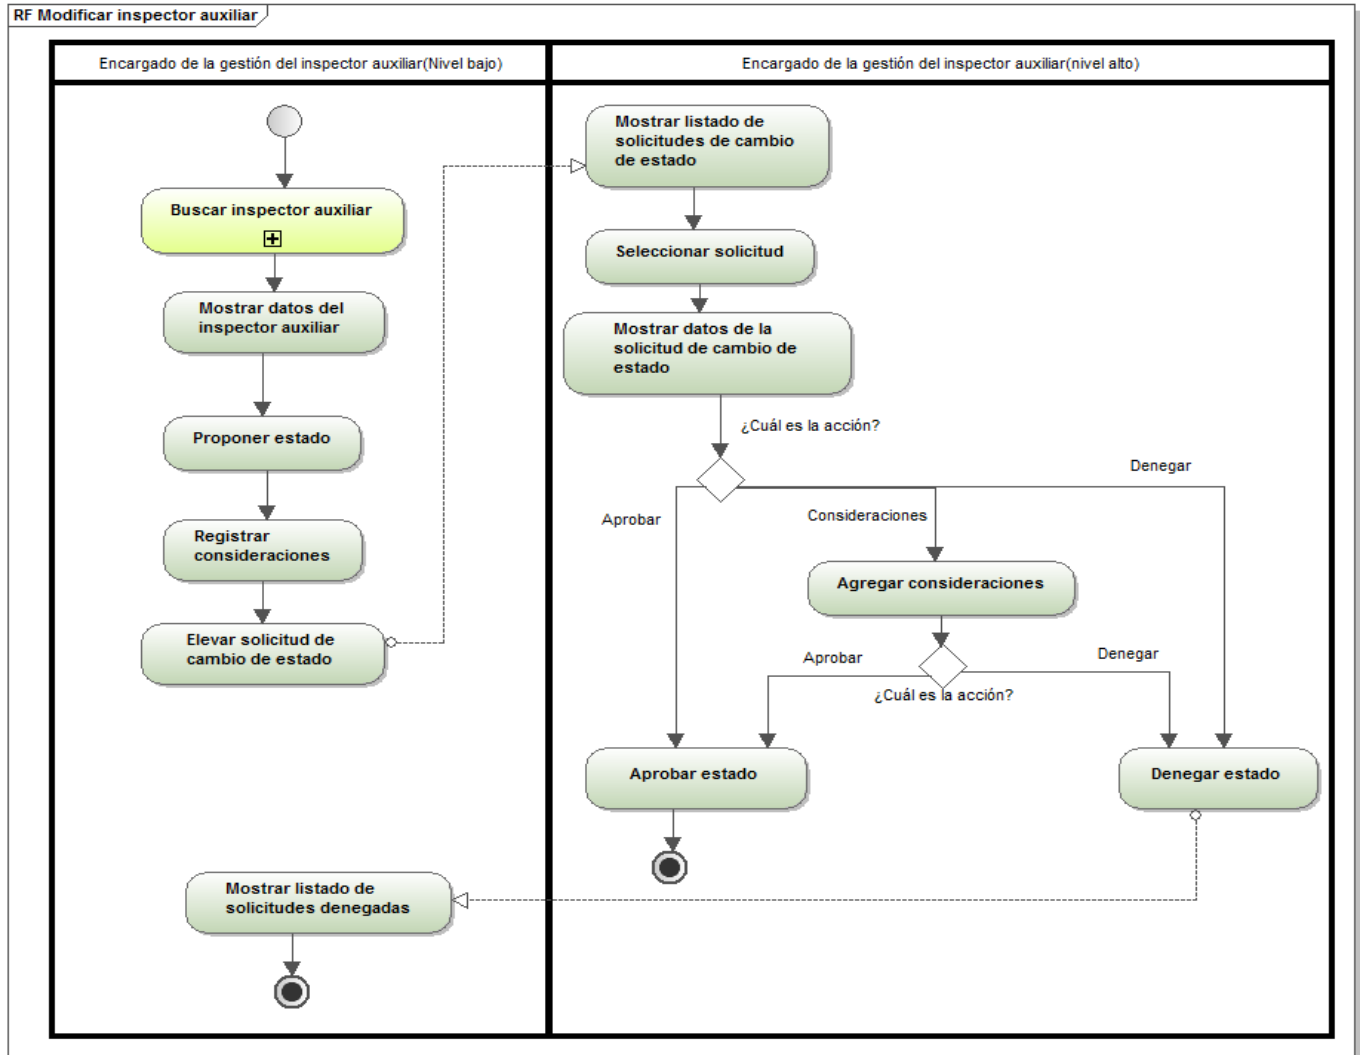 RF Modificar inspector auxiliar
Encargado de la gestión del inspector auxiliar(Nivel bajo)
Encargado de la gestión del inspector auxiliar(nivel alto)
Buscar inspector auxiliar
Mostrar datos del
inspector auxiliar
Proponer estado
Registrar
consideraciones
Elevar solicitud de
cambio de estado
Mostrar listado de
solicitudes de cambio
de estado
Seleccionar solicitud
Mostrar datos de la
solicitud de cambio de
estado
¿Cuál es la acción?
Aprobar
Consideraciones
Denegar
Agregar consideraciones
Aprobar
Denegar
¿Cuál es la acción?
Aprobar estado
Denegar estado
Mostrar listado de
solicitudes denegadas